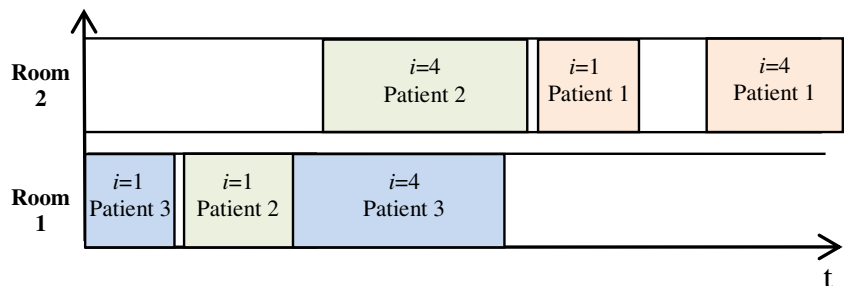 Room
2
i=4
Patient 2
i=1
Patient 1
i=4
Patient 1
Room
1
i=1
Patient 3
i=1
Patient 2
i=4
Patient 3
t